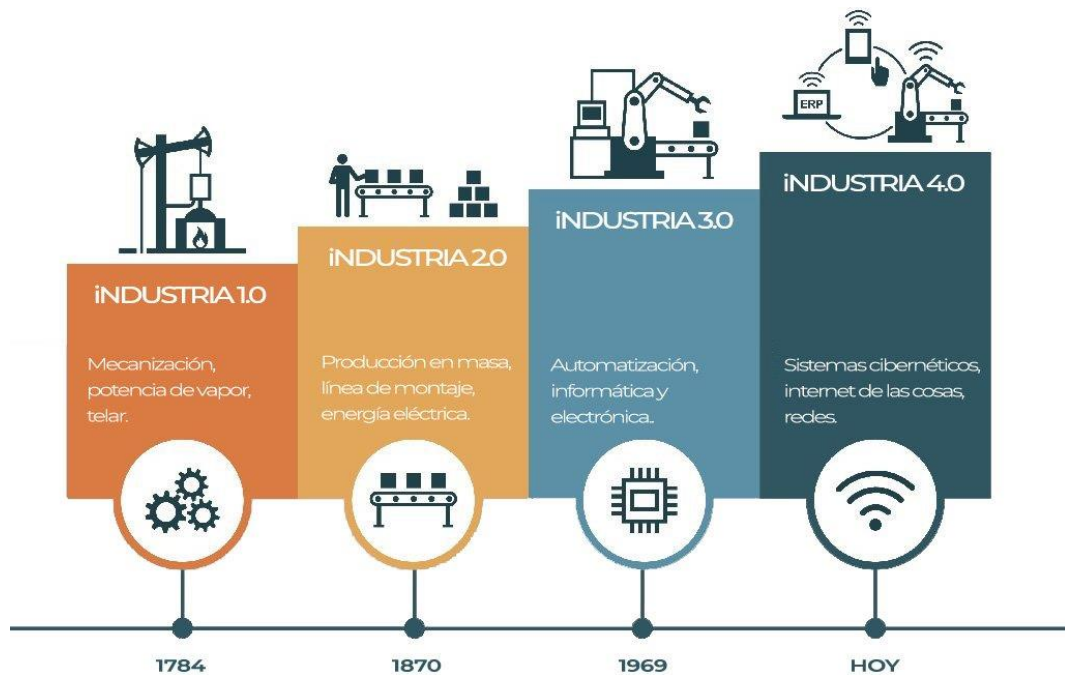 ERP
iNDUSTRIA 1.0
Mecanización,
potencia de vapor,
telar.
iNDUSTRIA 2.0
Producción en masa,
línea de montaje,
energía eléctrica.
iNDUSTRIA 3.0
Automatización,
informática y
electrónica..
iNDUSTRIA 4.0
Sistemas cibernéticos,
internet de las cosas,
redes.
1784
1870
1969
HOY